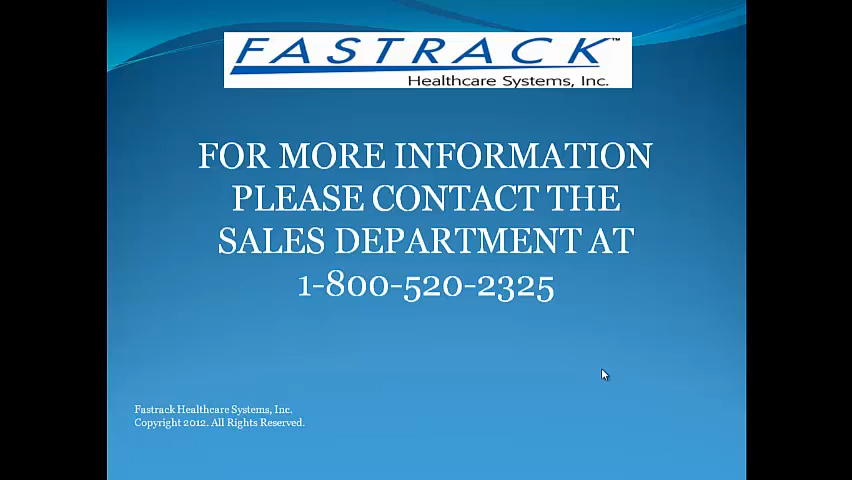 FASTRACK™
Healthcare Systems, Inc.
FOR MORE INFORMATION
PLEASE CONTACT THE
SALES DEPARTMENT AT
1-800-520-2325
Fastrack Healthcare Systems, Inc.
Copyright 2012. All Rights Reserved.